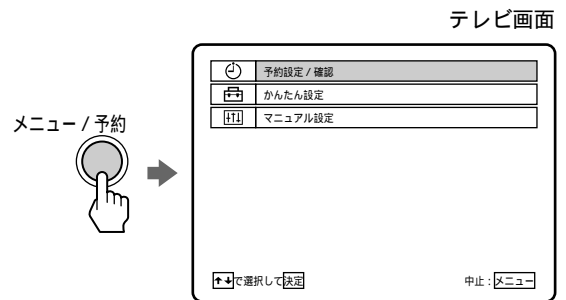 テレビ画面
メニュー / 予約
予約設定 / 確認
かんたん設定
マニュアル設定
↑↓で選択して決定
中止 : メニュー